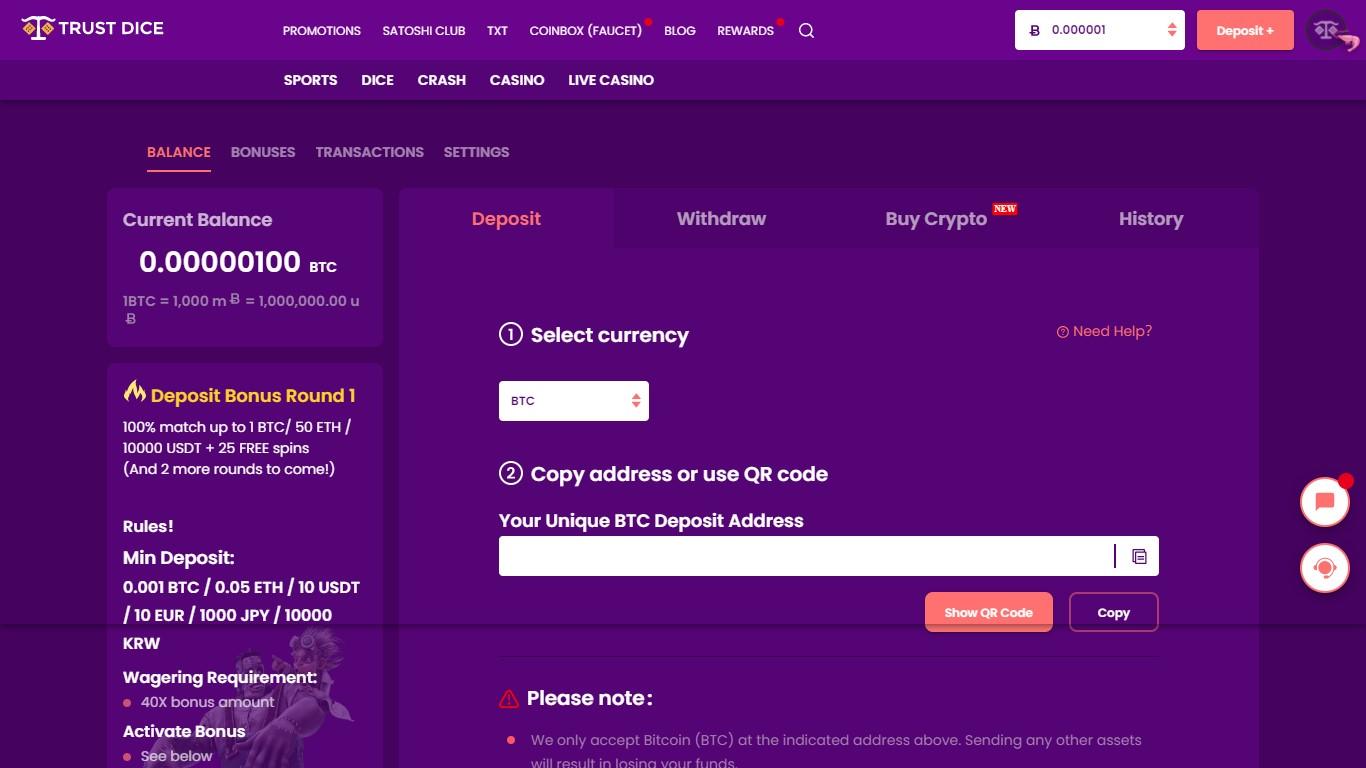 TRUST DICE
PROMOTIONS SATOSHI CLUB TXT COINBOX (FAUCET) BLOG REWARDS
Ƀ 0.000001
Deposit +
SPORTS DICE CRASH CASINO LIVE CASINO
BALANCE BONUSES TRANSACTIONS SETTINGS
Current Balance
0.00000100 BTC
1BTC = 1,000 m Ƀ = 1,000,000.00 u
Ƀ
Deposit Bonus Round 1
100% match up to 1 BTC/ 50 ETH /
10000 USDT + 25 FREE spins
(And 2 more rounds to come!)
Rules!
Min Deposit:
0.001 BTC / 0.05 ETH / 10 USDT
/ 10 EUR / 1000 JPY / 10000
KRW
Wagering Requirement:
40X bonus amount
Activate Bonus
See below
Deposit Withdraw Buy Crypto NEW History
1 Select currency
Need Help?
BTC
2 Copy address or use QR code
Your Unique BTC Deposit Address
Show QR Code Copy
Please note:
We only accept Bitcoin (BTC) at the indicated address above. Sending any other assets
will result in losing your funds.